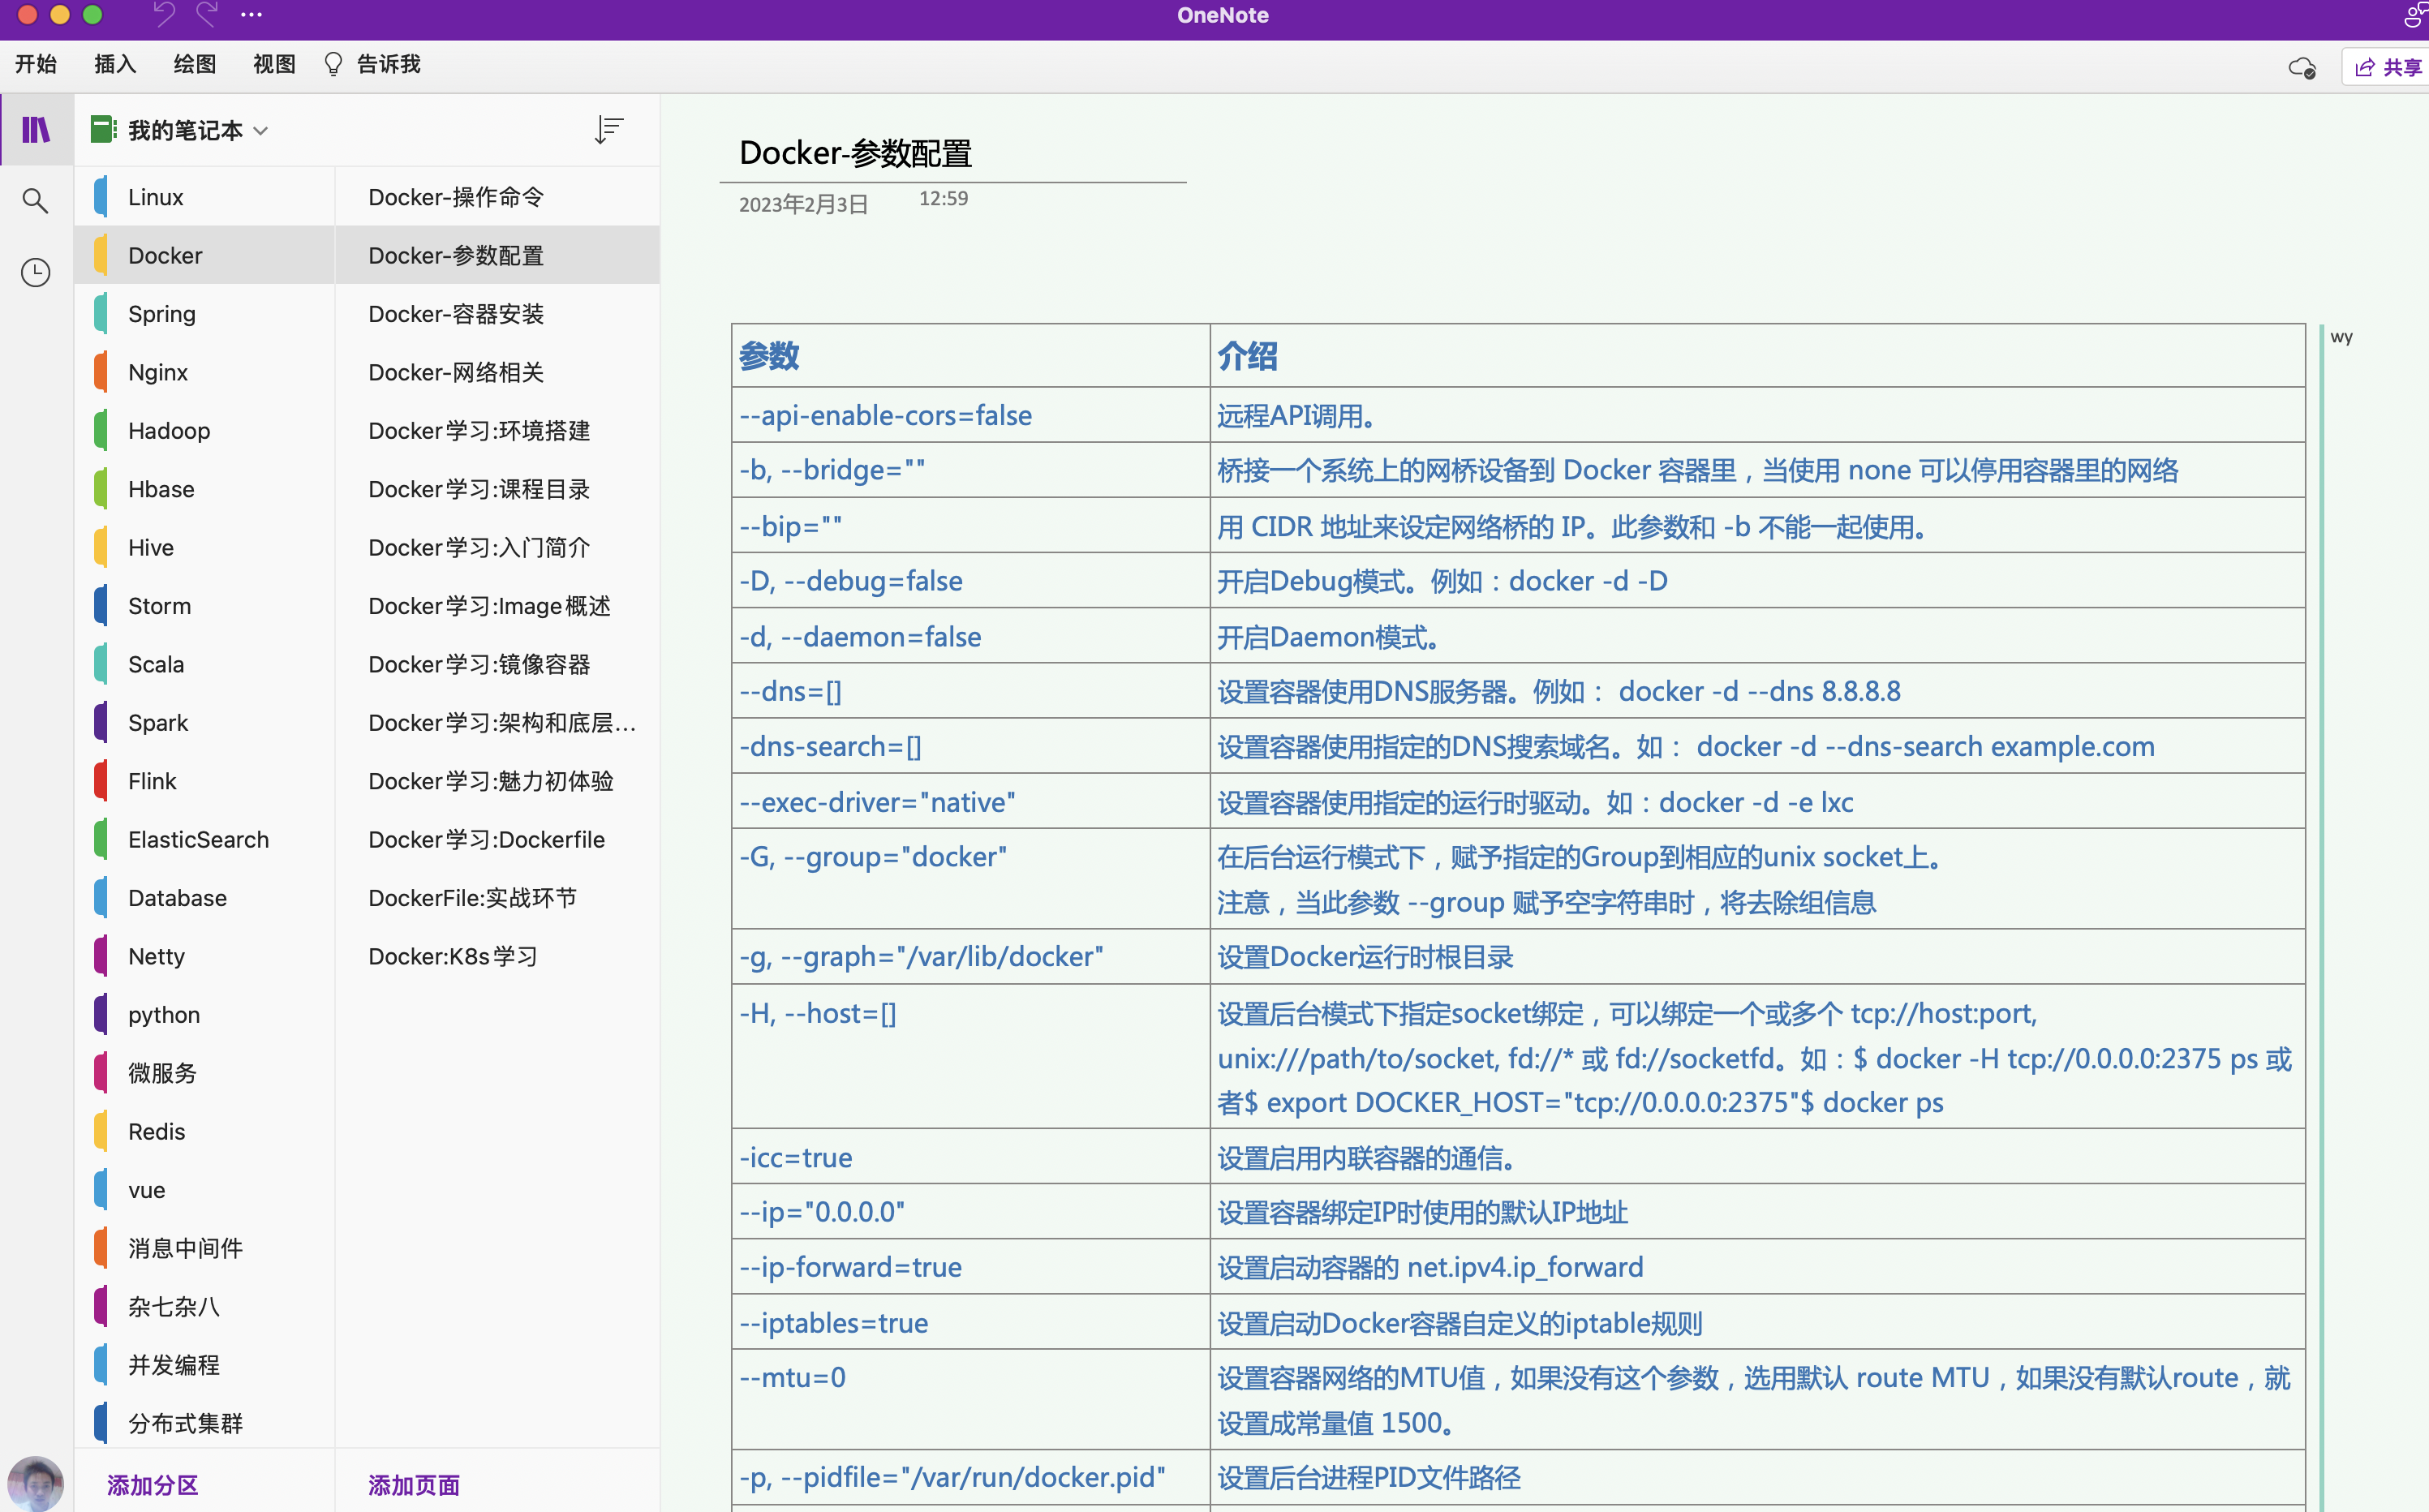 OneNote
开始 插入 绘图 视图 告诉我
共享
我的笔记本
Linux
Docker
Spring
Nginx
Hadoop
Hbase
Hive
Storm
Scala
Spark
Flink
ElasticSearch
Database
Netty
python
微服务
Redis
vue
消息中间件
杂七杂八
并发编程
分布式集群
添加分区
Docker-操作命令
Docker-参数配置
Docker-容器安装
Docker-网络相关
Docker学习:环境搭建
Docker学习:课程目录
Docker学习:入门简介
Docker学习:Image概述
Docker学习:镜像容器
Docker学习:架构和底层...
Docker学习:魅力初体验
Docker学习:Dockerfile
DockerFile:实战环节
Docker:K8s学习
添加页面
Docker-参数配置
2023年2月3日 12:59
参数 介绍
wy
--api-enable-cors=false 远程API调用。
-b, --bridge="" 桥接一个系统上的网桥设备到 Docker 容器里，当使用 none 可以停用容器里的网络
--bip="" 用 CIDR 地址来设定网络桥的 IP。此参数和 -b 不能一起使用。
-D, --debug=false 开启Debug模式。例如：docker -d -D
-d, --daemon=false 开启Daemon模式。
--dns=[] 设置容器使用DNS服务器。例如： docker -d --dns 8.8.8.8
-dns-search=[] 设置容器使用指定的DNS搜索域名。如： docker -d --dns-search example.com
--exec-driver="native" 设置容器使用指定的运行时驱动。如：docker -d -e lxc
-G, --group="docker" 在后台运行模式下，赋予指定的Group到相应的unix socket上。
注意，当此参数 --group 赋予空字符串时，将去除组信息
-g, --graph="/var/lib/docker" 设置Docker运行时根目录
-H, --host=[] 设置后台模式下指定socket绑定，可以绑定一个或多个 tcp://host:port,
unix:///path/to/socket, fd://* 或 fd://socketfd。如：$ docker -H tcp://0.0.0.0:2375 ps 或
者$ export DOCKER_HOST="tcp://0.0.0.0:2375"$ docker ps
-icc=true 设置启用内联容器的通信。
--ip="0.0.0.0" 设置容器绑定IP时使用的默认IP地址
--ip-forward=true 设置启动容器的 net.ipv4.ip_forward
--iptables=true 设置启动Docker容器自定义的iptable规则
--mtu=0 设置容器网络的MTU值，如果没有这个参数，选用默认 route MTU，如果没有默认route，就
设置成常量值 1500。
-p, --pidfile="/var/run/docker.pid" 设置后台进程PID文件路径